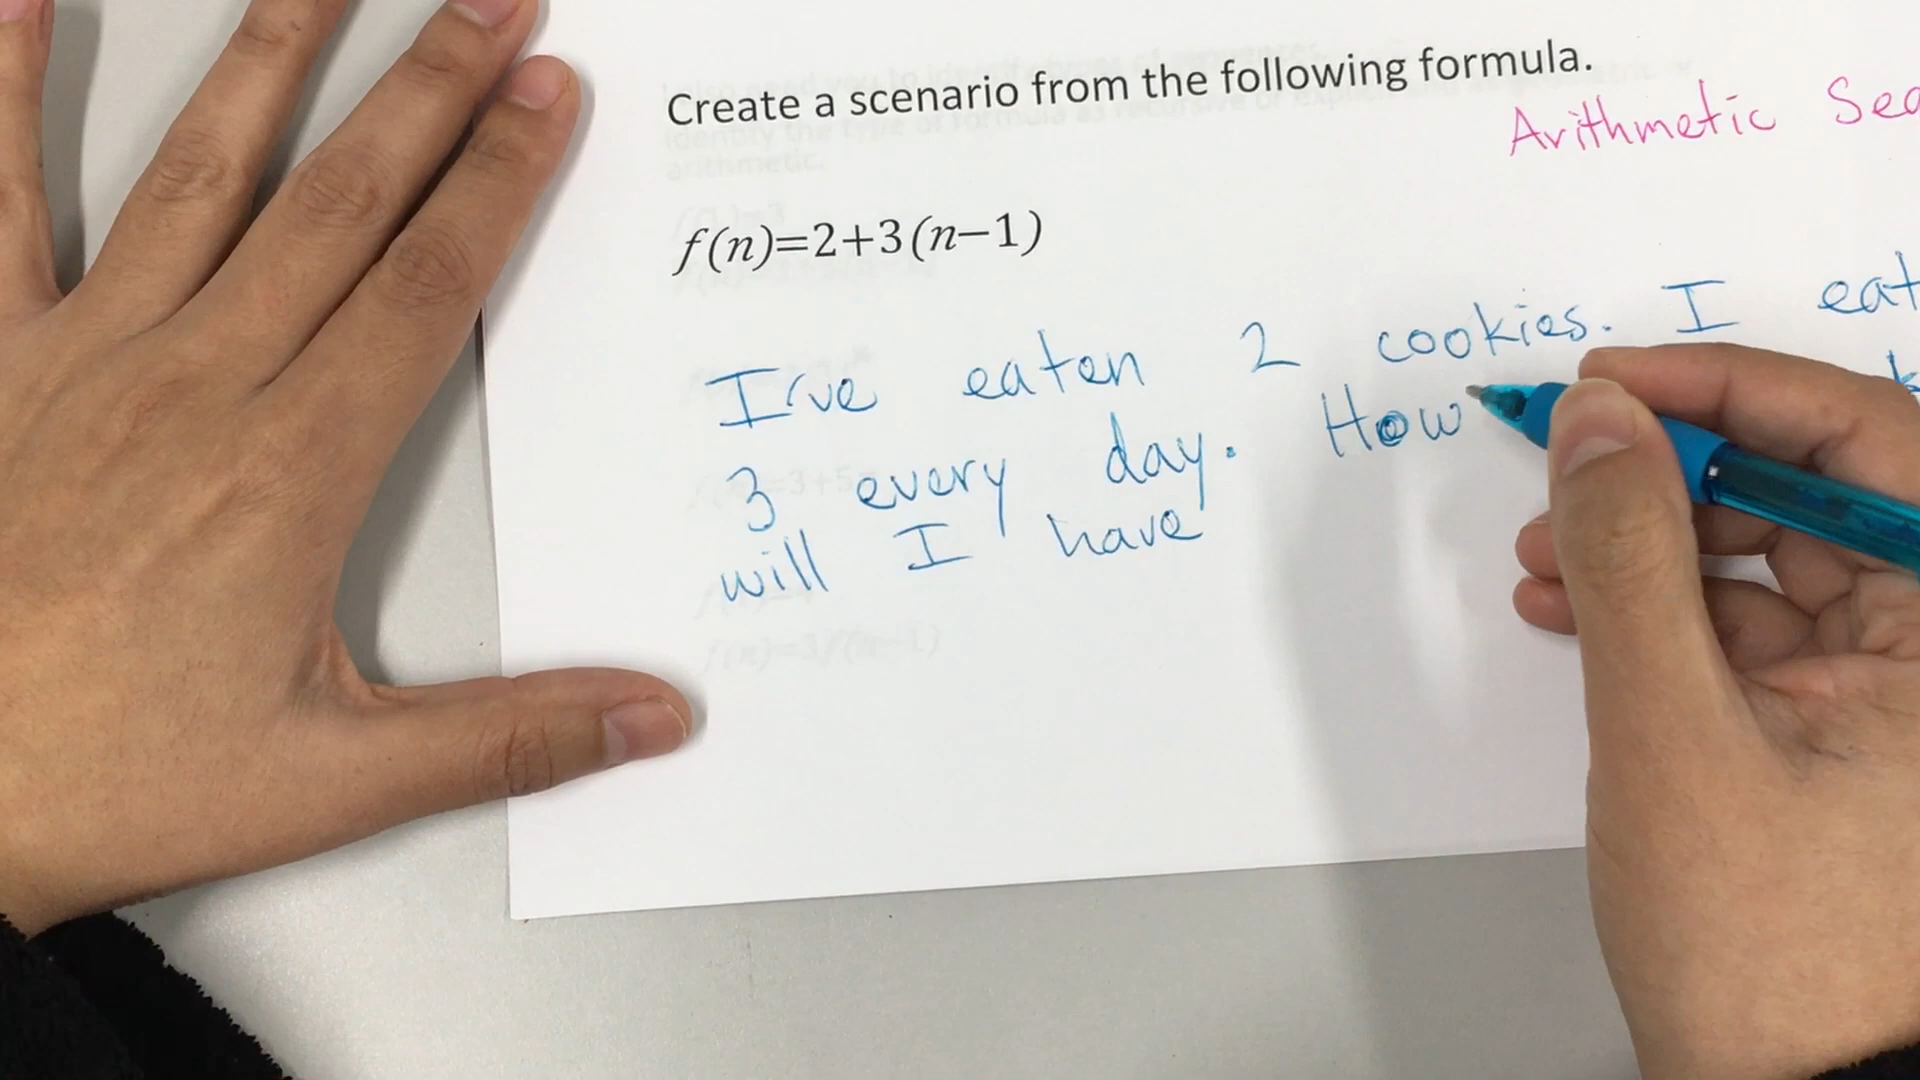 Create a scenario from the following formula.
Arithmetic Seq
f(n)=2+3(n−1)
I've eaten 2 cookies. I eat
3 every day. How
will I have